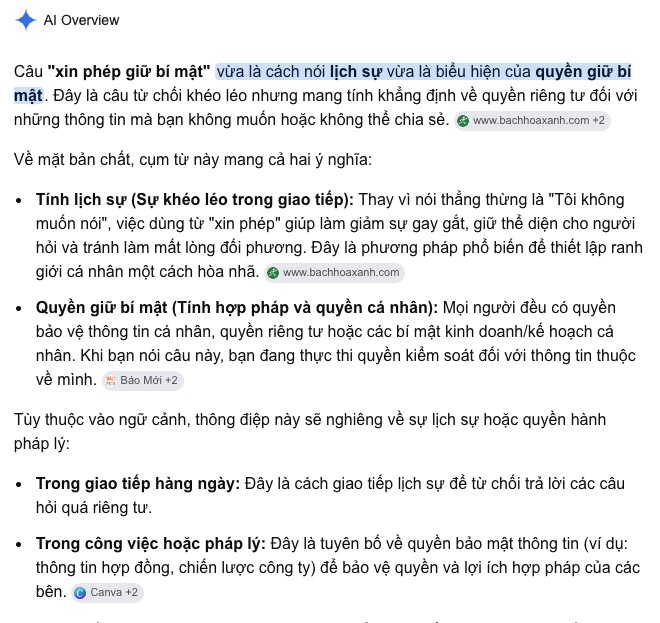 AI Overview
Câu "xin phép giữ bí mật" vừa là cách nói lịch sự vừa là biểu hiện của quyền giữ bí
mật. Đây là câu từ chối khéo léo nhưng mang tính khẳng định về quyền riêng tư đối với
những thông tin mà bạn không muốn hoặc không thể chia sẻ. www.bachhoaxanh.com +2
Về mặt bản chất, cụm từ này mang cả hai ý nghĩa:
• Tính lịch sự (Sự khéo léo trong giao tiếp): Thay vì nói thẳng thừng là "Tôi không
muốn nói", việc dùng từ "xin phép" giúp làm giảm sự gay gắt, giữ thể diện cho người
hỏi và tránh làm mất lòng đối phương. Đây là phương pháp phổ biến để thiết lập ranh
giới cá nhân một cách hòa nhã. www.bachhoaxanh.com
• Quyền giữ bí mật (Tính hợp pháp và quyền cá nhân): Mọi người đều có quyền
bảo vệ thông tin cá nhân, quyền riêng tư hoặc các bí mật kinh doanh/kế hoạch cá
nhân. Khi bạn nói câu này, bạn đang thực thi quyền kiểm soát đối với thông tin thuộc
về mình. Báo Mới +2
Tùy thuộc vào ngữ cảnh, thông điệp này sẽ nghiêng về sự lịch sự hoặc quyền hành
pháp lý:
• Trong giao tiếp hàng ngày: Đây là cách giao tiếp lịch sự để từ chối trả lời các câu
hỏi quá riêng tư.
• Trong công việc hoặc pháp lý: Đây là tuyên bố về quyền bảo mật thông tin (ví dụ:
thông tin hợp đồng, chiến lược công ty) để bảo vệ quyền và lợi ích hợp pháp của các
bên. Canva +2